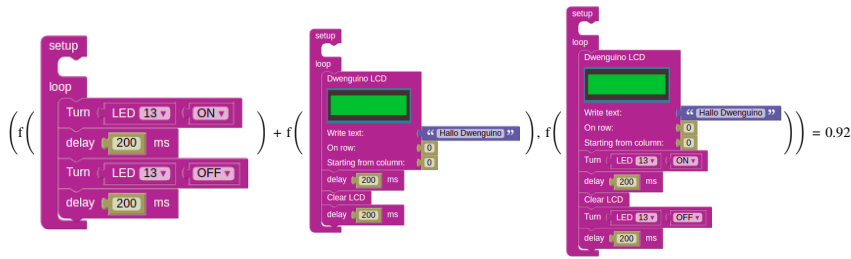 ( f (
setup
loop
Turn LED 13 ON
delay 200 ms
Turn LED 13 OFF
delay 200 ms
) + f (
setup
loop
Dwenguino LCD
Write text: “ Hallo Dwenguino ”
On row: 0
Starting from column: 0
delay 200 ms
Clear LCD
delay 200 ms
) , f (
setup
loop
Dwenguino LCD
Write text: “ Hallo Dwenguino ”
On row: 0
Starting from column: 0
Turn LED 13 ON
delay 200 ms
Clear LCD
Turn LED 13 OFF
delay 200 ms
) ) = 0.92